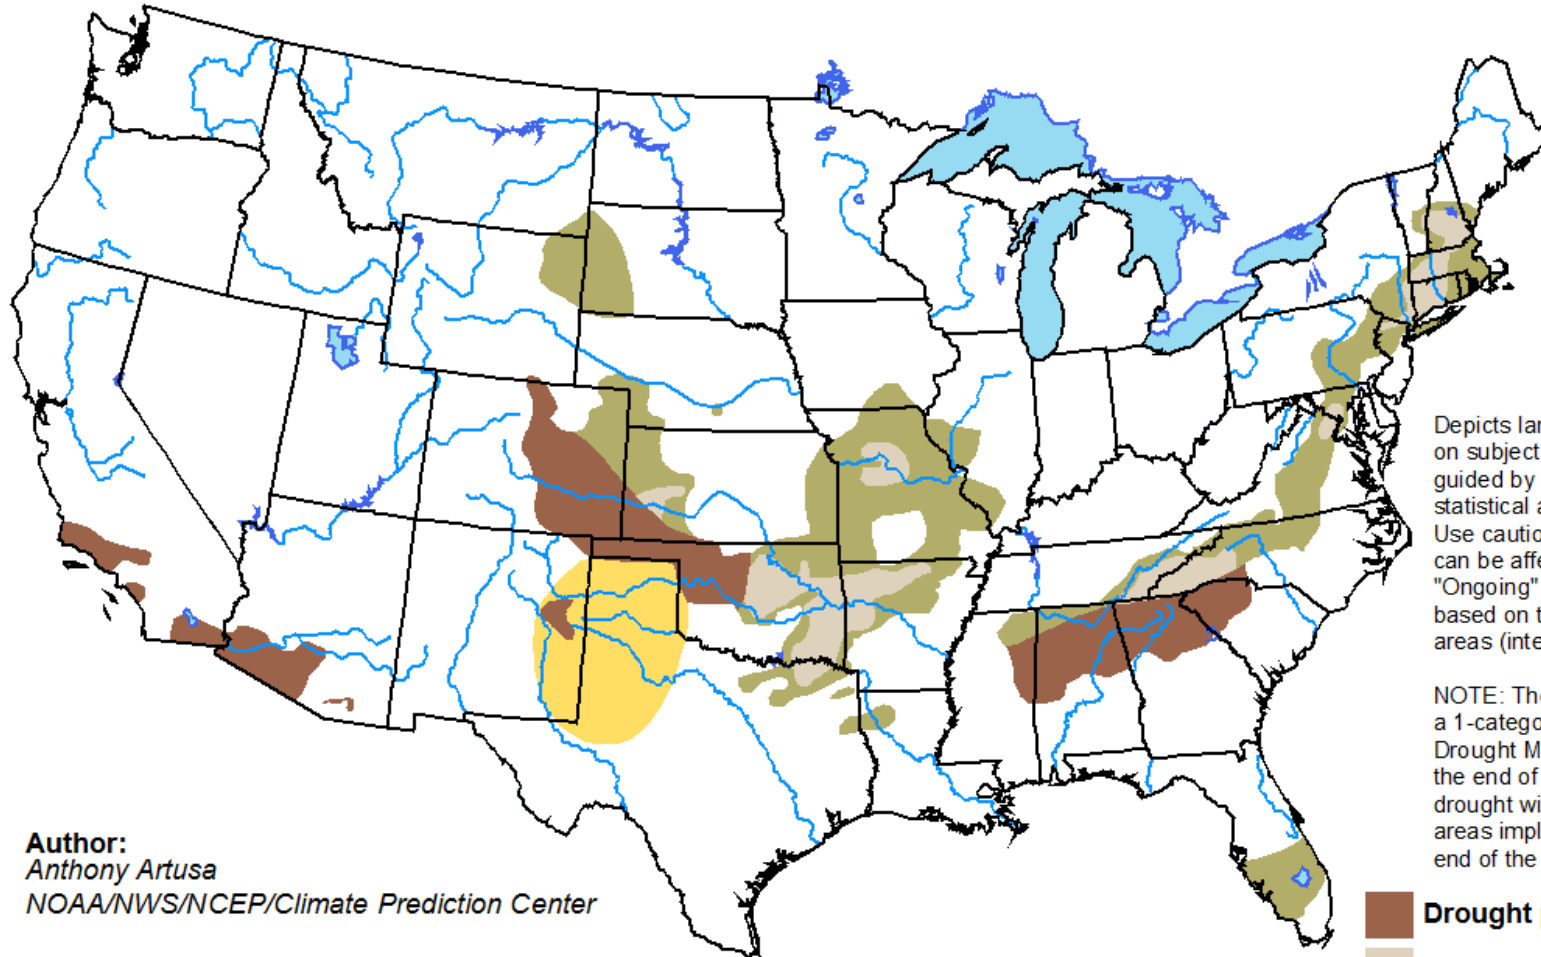 Depicts lar
on subject
guided by
statistical a
Use cautio
can be affe
"Ongoing"
based on t
areas (inte
NOTE: The
a 1-catego
Drought M
the end of
drought wi
areas impl
end of the
Author:
Anthony Artusa
NOAA/NWS/NCEP/Climate Prediction Center
Drought